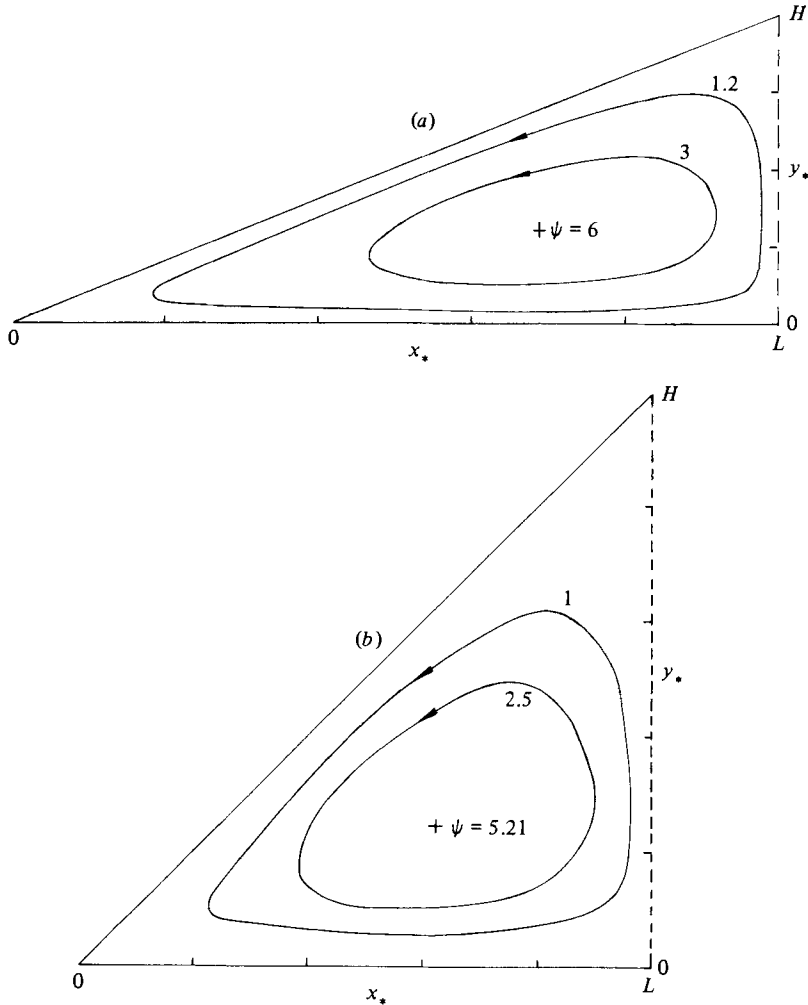 H
1.2
(a)
3
y*
+ ψ = 6
0 0
x* L
H
1
(b)
2.5
y*
+ ψ = 5.21
0 0
x* L